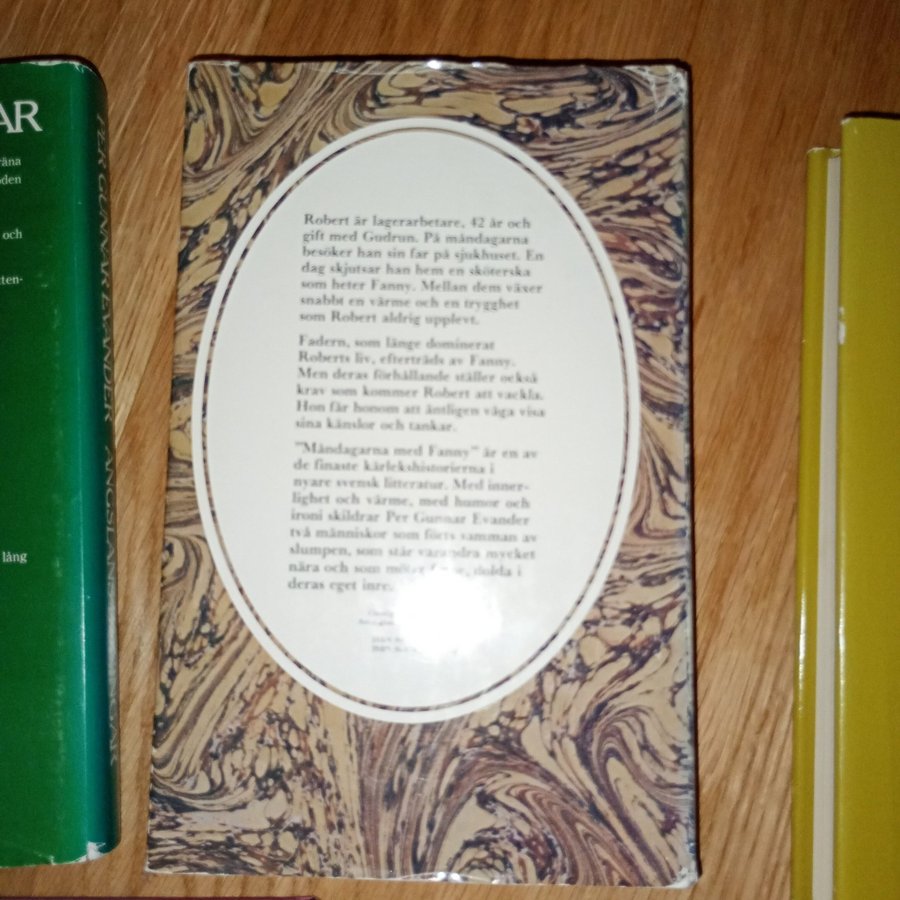 AR
räna
den
och
tten-
lång
PER GUNNAR EVANDER
Robert är lagerarbetare, 42 år och
gift med Gudrun. På måndagarna
besöker han sin far på sjukhuset. En
dag skjutsar han hem en sköterska
som heter Fanny. Mellan dem växer
snabbt en värme och en trygghet
som Robert aldrig upplevt.
Fadern, som länge dominerat
Roberts liv, efterträds av Fanny.
Men deras förhållande ställer också
krav som kommer Robert att vackla.
Hon får honom att äntligen våga visa
sina känslor och tankar.
"Måndagarna med Fanny" är en av
de finaste kärlekshistorierna i
nyare svensk litteratur. Med inner-
lighet och värme, med humor och
ironi skildrar Per Gunnar Evander
två människor som förts samman av
slumpen, som står varandra mycket
nära och som dolda i
deras eget inre.